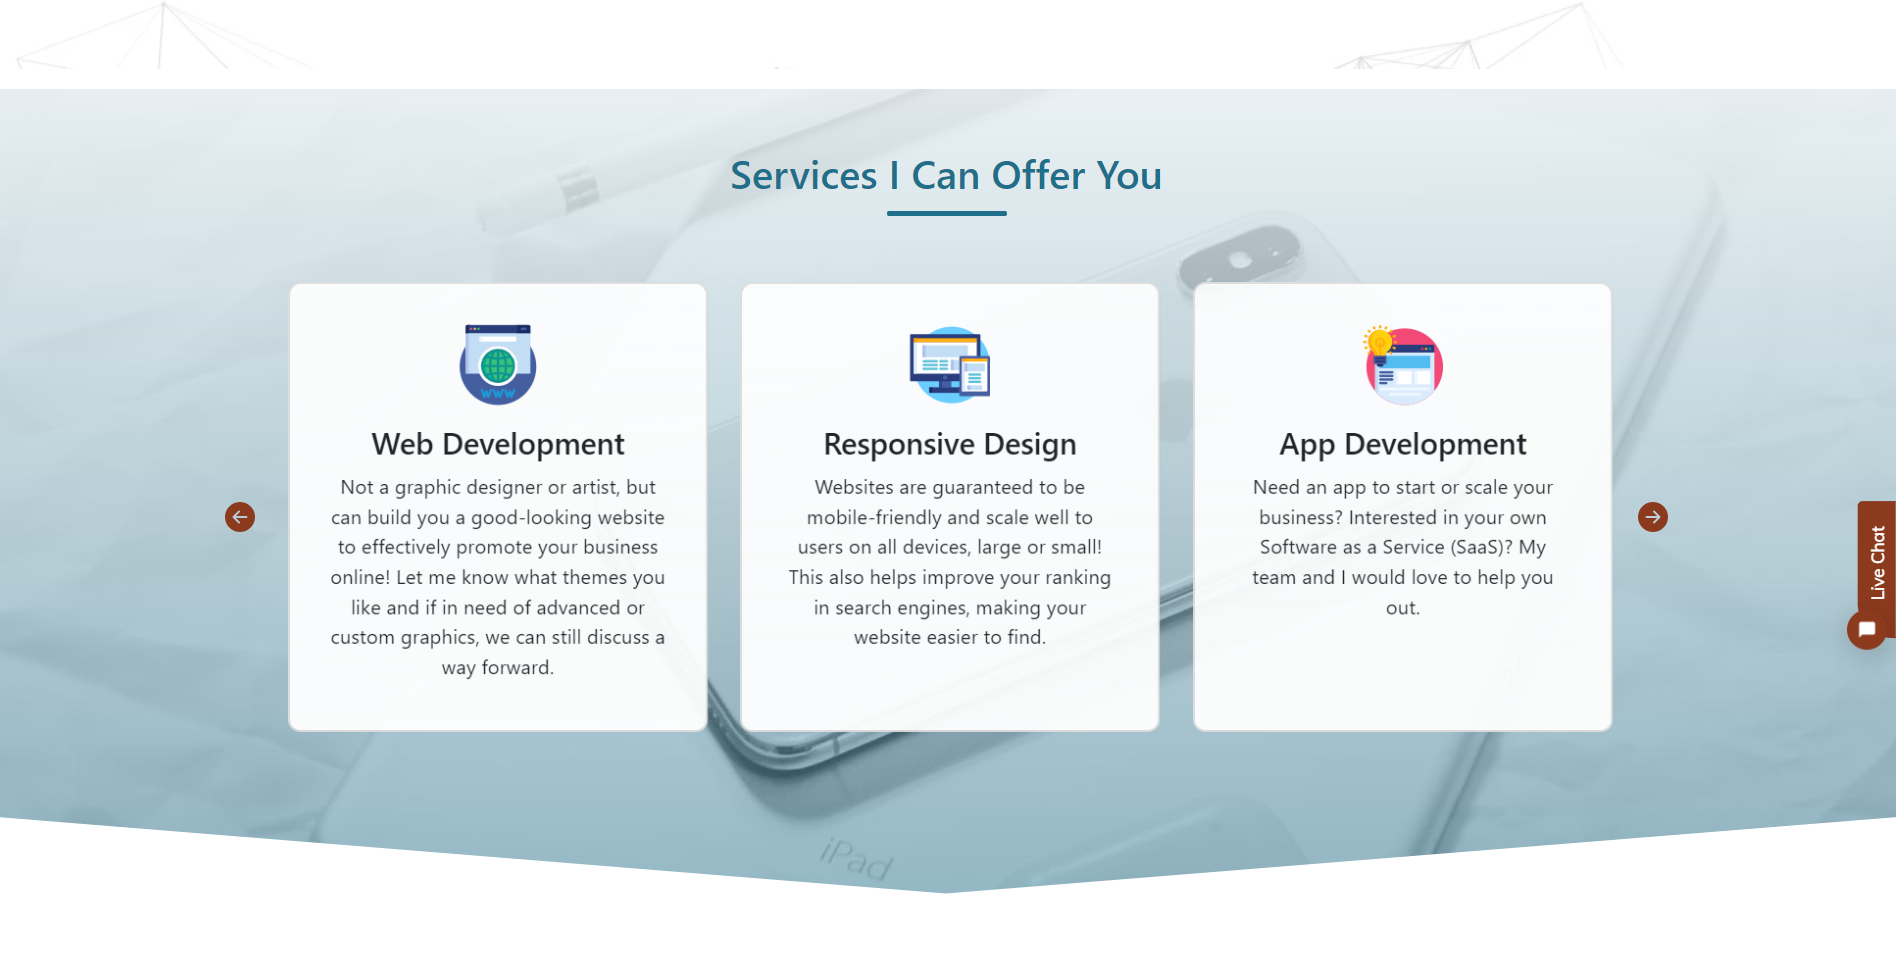 Services I Can Offer You
www
Web Development
Not a graphic designer or artist, but
can build you a good-looking website
to effectively promote your business
online! Let me know what themes you
like and if in need of advanced or
custom graphics, we can still discuss a
way forward.
Responsive Design
Websites are guaranteed to be
mobile-friendly and scale well to
users on all devices, large or small!
This also helps improve your ranking
in search engines, making your
website easier to find.
App Development
Need an app to start or scale your
business? Interested in your own
Software as a Service (SaaS)? My
team and I would love to help you
out.
Live Chat
iPad